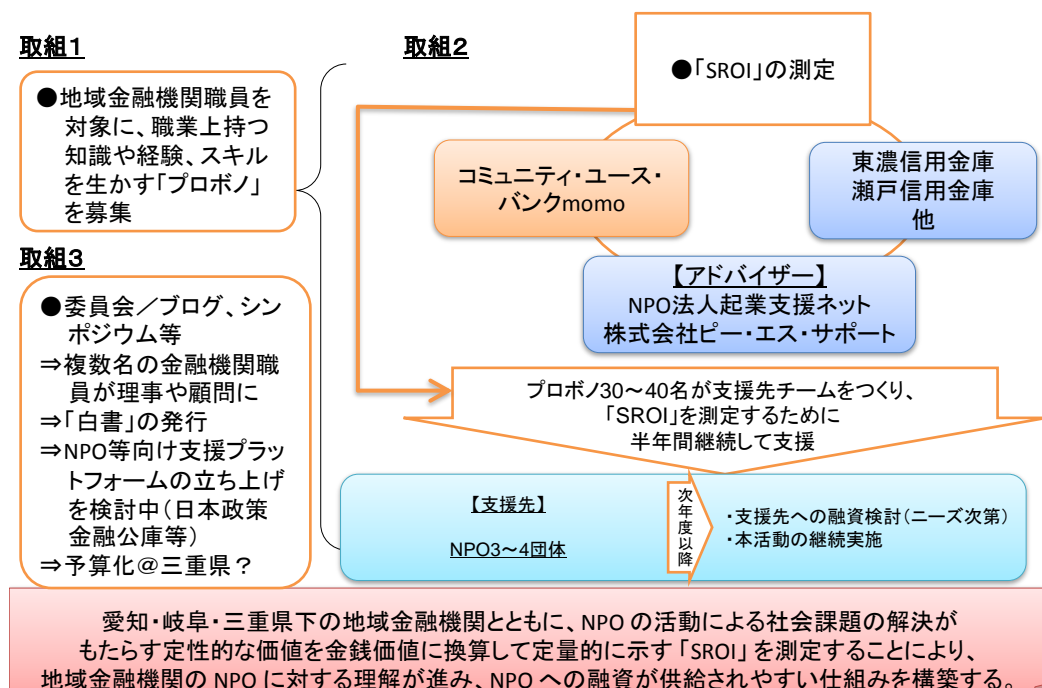 取組1
●地域金融機関職員を
対象に、職業上持つ
知識や経験、スキル
を生かす「プロボノ」
を募集
取組2
●「SROI」の測定
コミュニティ・ユース・
バンクmomo
東濃信用金庫
瀬戸信用金庫
他
【アドバイザー】
NPO法人起業支援ネット
株式会社ピー・エス・サポート
取組3
●委員会／ブログ、シン
ポジウム等
⇒複数名の金融機関職
員が理事や顧問に
⇒「白書」の発行
⇒NPO等向け支援プラッ
トフォームの立ち上げ
を検討中（日本政策
金融公庫等）
⇒予算化＠三重県？
プロボノ30～40名が支援先チームをつくり、
「SROI」を測定するために
半年間継続して支援
【支援先】
NPO3～4団体
次年度以降
・支援先への融資検討（ニーズ次第）
・本活動の継続実施
愛知・岐阜・三重県下の地域金融機関とともに、NPO の活動による社会課題の解決が
もたらす定性的な価値を金銭価値に換算して定量的に示す「SROI」を測定することにより、
地域金融機関の NPO に対する理解が進み、NPO への融資が供給されやすい仕組みを構築する。